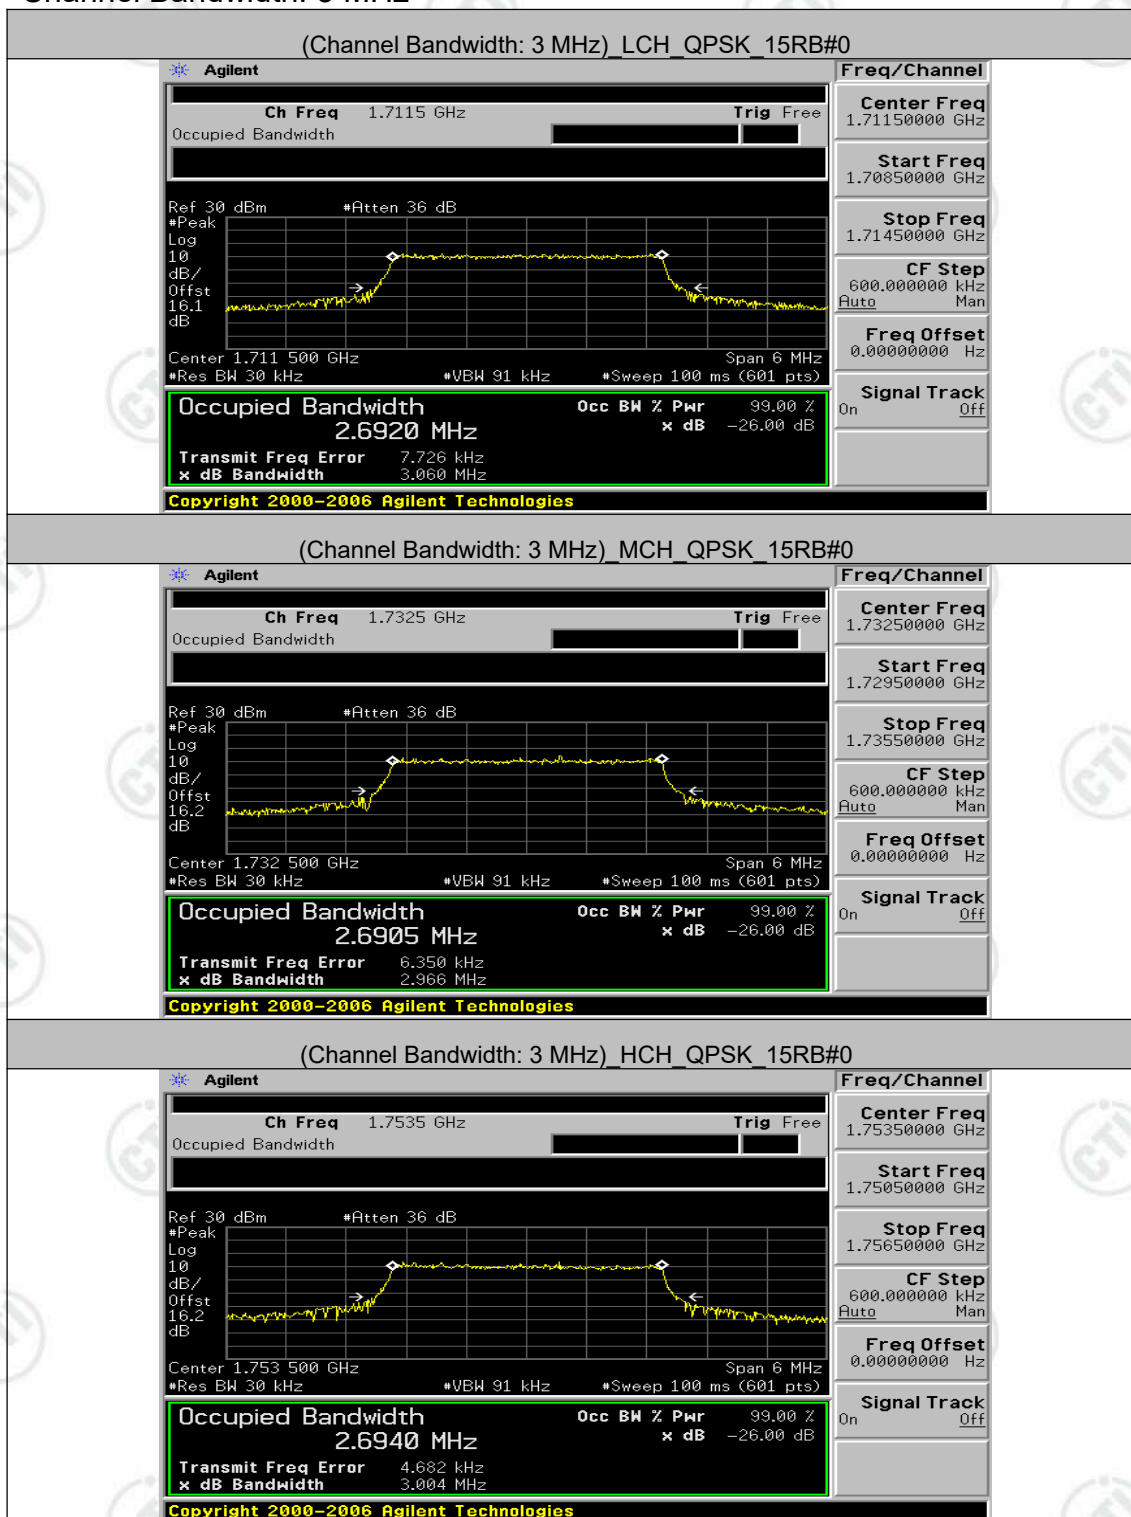 Channel Bandwidth: 3 MHz
(Channel Bandwidth: 3 MHz)_LCH_QPSK_15RB#0
Agilent
Freq/Channel
Ch Freq 1.7115 GHz Trig Free
Occupied Bandwidth
Center Freq
1.71150000 GHz
Start Freq
1.70850000 GHz
Stop Freq
1.71450000 GHz
CF Step
600.000000 kHz
Auto Man
Freq Offset
0.00000000 Hz
Signal Track
On Off
Ref 30 dBm #Atten 36 dB
#Peak
Log
10
dB/
Offst
16.1
dB
Center 1.711 500 GHz Span 6 MHz
#Res BW 30 kHz #VBW 91 kHz #Sweep 100 ms (601 pts)
Occupied Bandwidth Occ BW % Pwr 99.00 %
2.6920 MHz x dB -26.00 dB
Transmit Freq Error 7.726 kHz
x dB Bandwidth 3.060 MHz
Copyright 2000-2006 Agilent Technologies
(Channel Bandwidth: 3 MHz)_MCH_QPSK_15RB#0
Agilent
Freq/Channel
Ch Freq 1.7325 GHz Trig Free
Occupied Bandwidth
Center Freq
1.73250000 GHz
Start Freq
1.72950000 GHz
Stop Freq
1.73550000 GHz
CF Step
600.000000 kHz
Auto Man
Freq Offset
0.00000000 Hz
Signal Track
On Off
Ref 30 dBm #Atten 36 dB
#Peak
Log
10
dB/
Offst
16.2
dB
Center 1.732 500 GHz Span 6 MHz
#Res BW 30 kHz #VBW 91 kHz #Sweep 100 ms (601 pts)
Occupied Bandwidth Occ BW % Pwr 99.00 %
2.6905 MHz x dB -26.00 dB
Transmit Freq Error 6.350 kHz
x dB Bandwidth 2.966 MHz
Copyright 2000-2006 Agilent Technologies
(Channel Bandwidth: 3 MHz)_HCH_QPSK_15RB#0
Agilent
Freq/Channel
Ch Freq 1.7535 GHz Trig Free
Occupied Bandwidth
Center Freq
1.75350000 GHz
Start Freq
1.75050000 GHz
Stop Freq
1.75650000 GHz
CF Step
600.000000 kHz
Auto Man
Freq Offset
0.00000000 Hz
Signal Track
On Off
Ref 30 dBm #Atten 36 dB
#Peak
Log
10
dB/
Offst
16.2
dB
Center 1.753 500 GHz Span 6 MHz
#Res BW 30 kHz #VBW 91 kHz #Sweep 100 ms (601 pts)
Occupied Bandwidth Occ BW % Pwr 99.00 %
2.6940 MHz x dB -26.00 dB
Transmit Freq Error 4.682 kHz
x dB Bandwidth 3.004 MHz
Copyright 2000-2006 Agilent Technologies